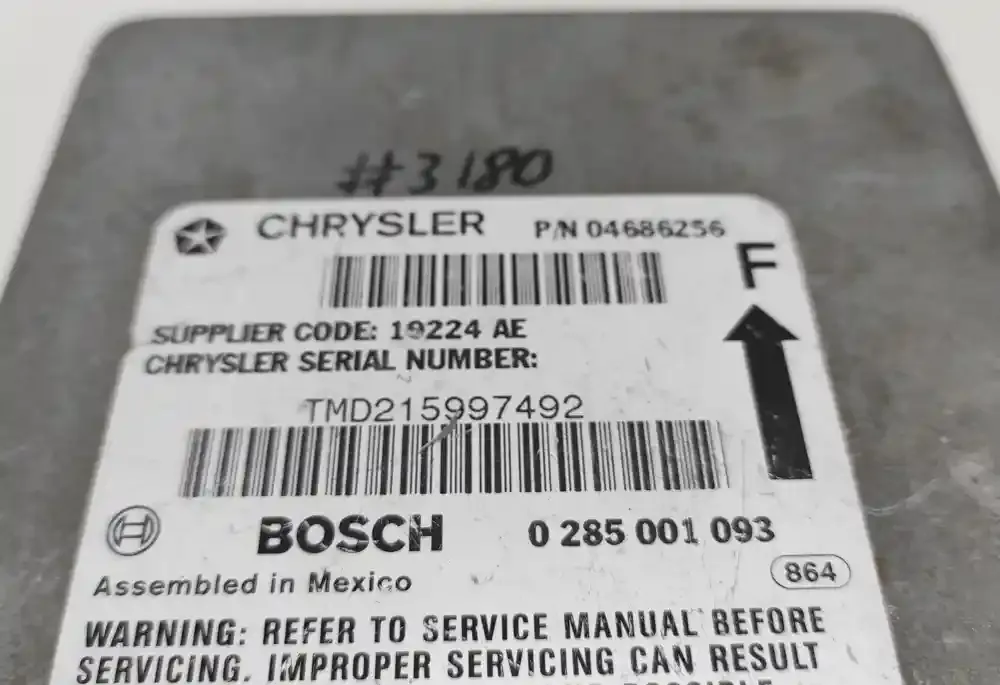 #3180
CHRYSLER P/N 04686256
F
SUPPLIER CODE: 19224 AE
CHRYSLER SERIAL NUMBER:
TMD215997492
BOSCH 0 285 001 093
Assembled in Mexico
864
WARNING: REFER TO SERVICE MANUAL BEFORE
SERVICING. IMPROPER SERVICING CAN RESULT